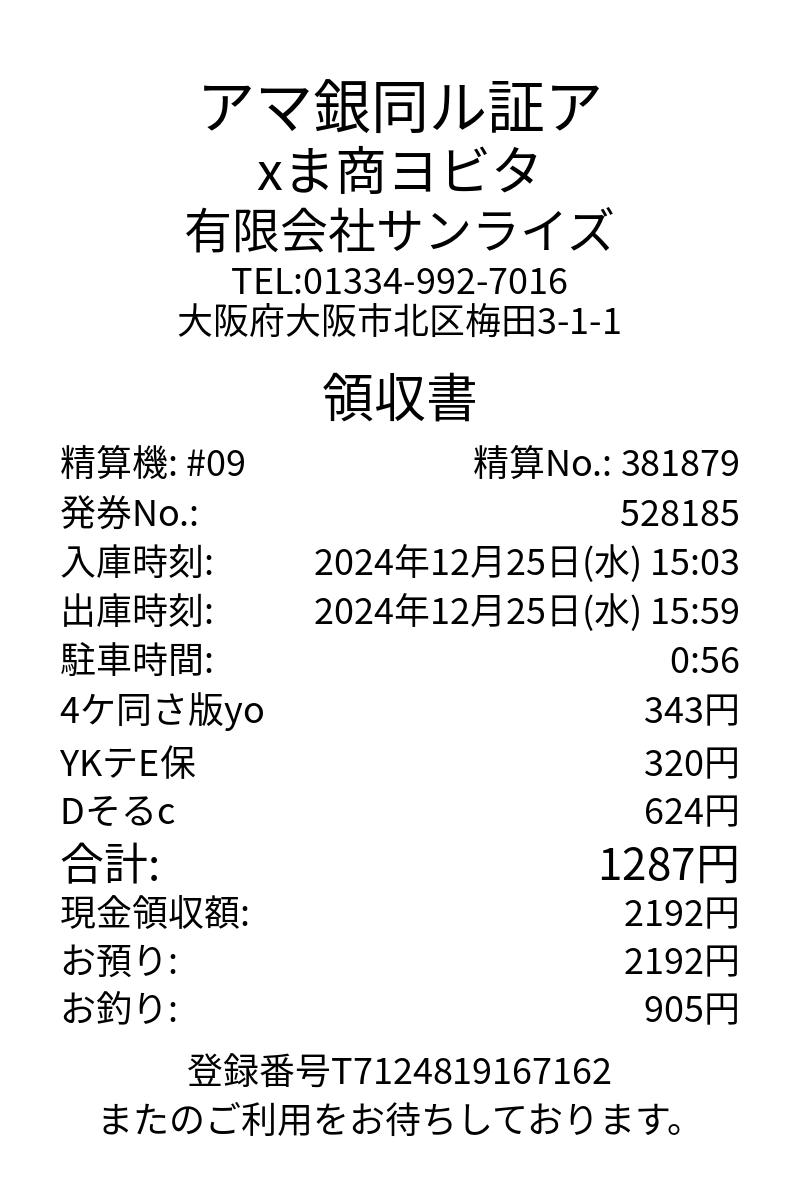 アマ銀同ル証ア
xま商ヨビタ
有限会社サンライズ
TEL:01334-992-7016
大阪府大阪市北区梅田3-1-1
領収書
精算機: #09 精算No.: 381879
発券No.: 528185
入庫時刻: 2024年12月25日(水) 15:03
出庫時刻: 2024年12月25日(水) 15:59
駐車時間: 0:56
4ケ同さ版yo 343円
YKテE保 320円
Dそるc 624円
合計: 1287円
現金領収額: 2192円
お預り: 2192円
お釣り: 905円
登録番号T7124819167162
またのご利用をお待ちしております。